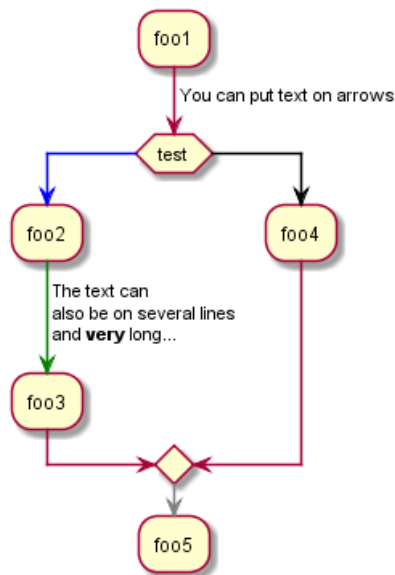 foo1
You can put text on arrows
test
foo2
foo4
The text can
also be on several lines
and very long...
foo3
foo5